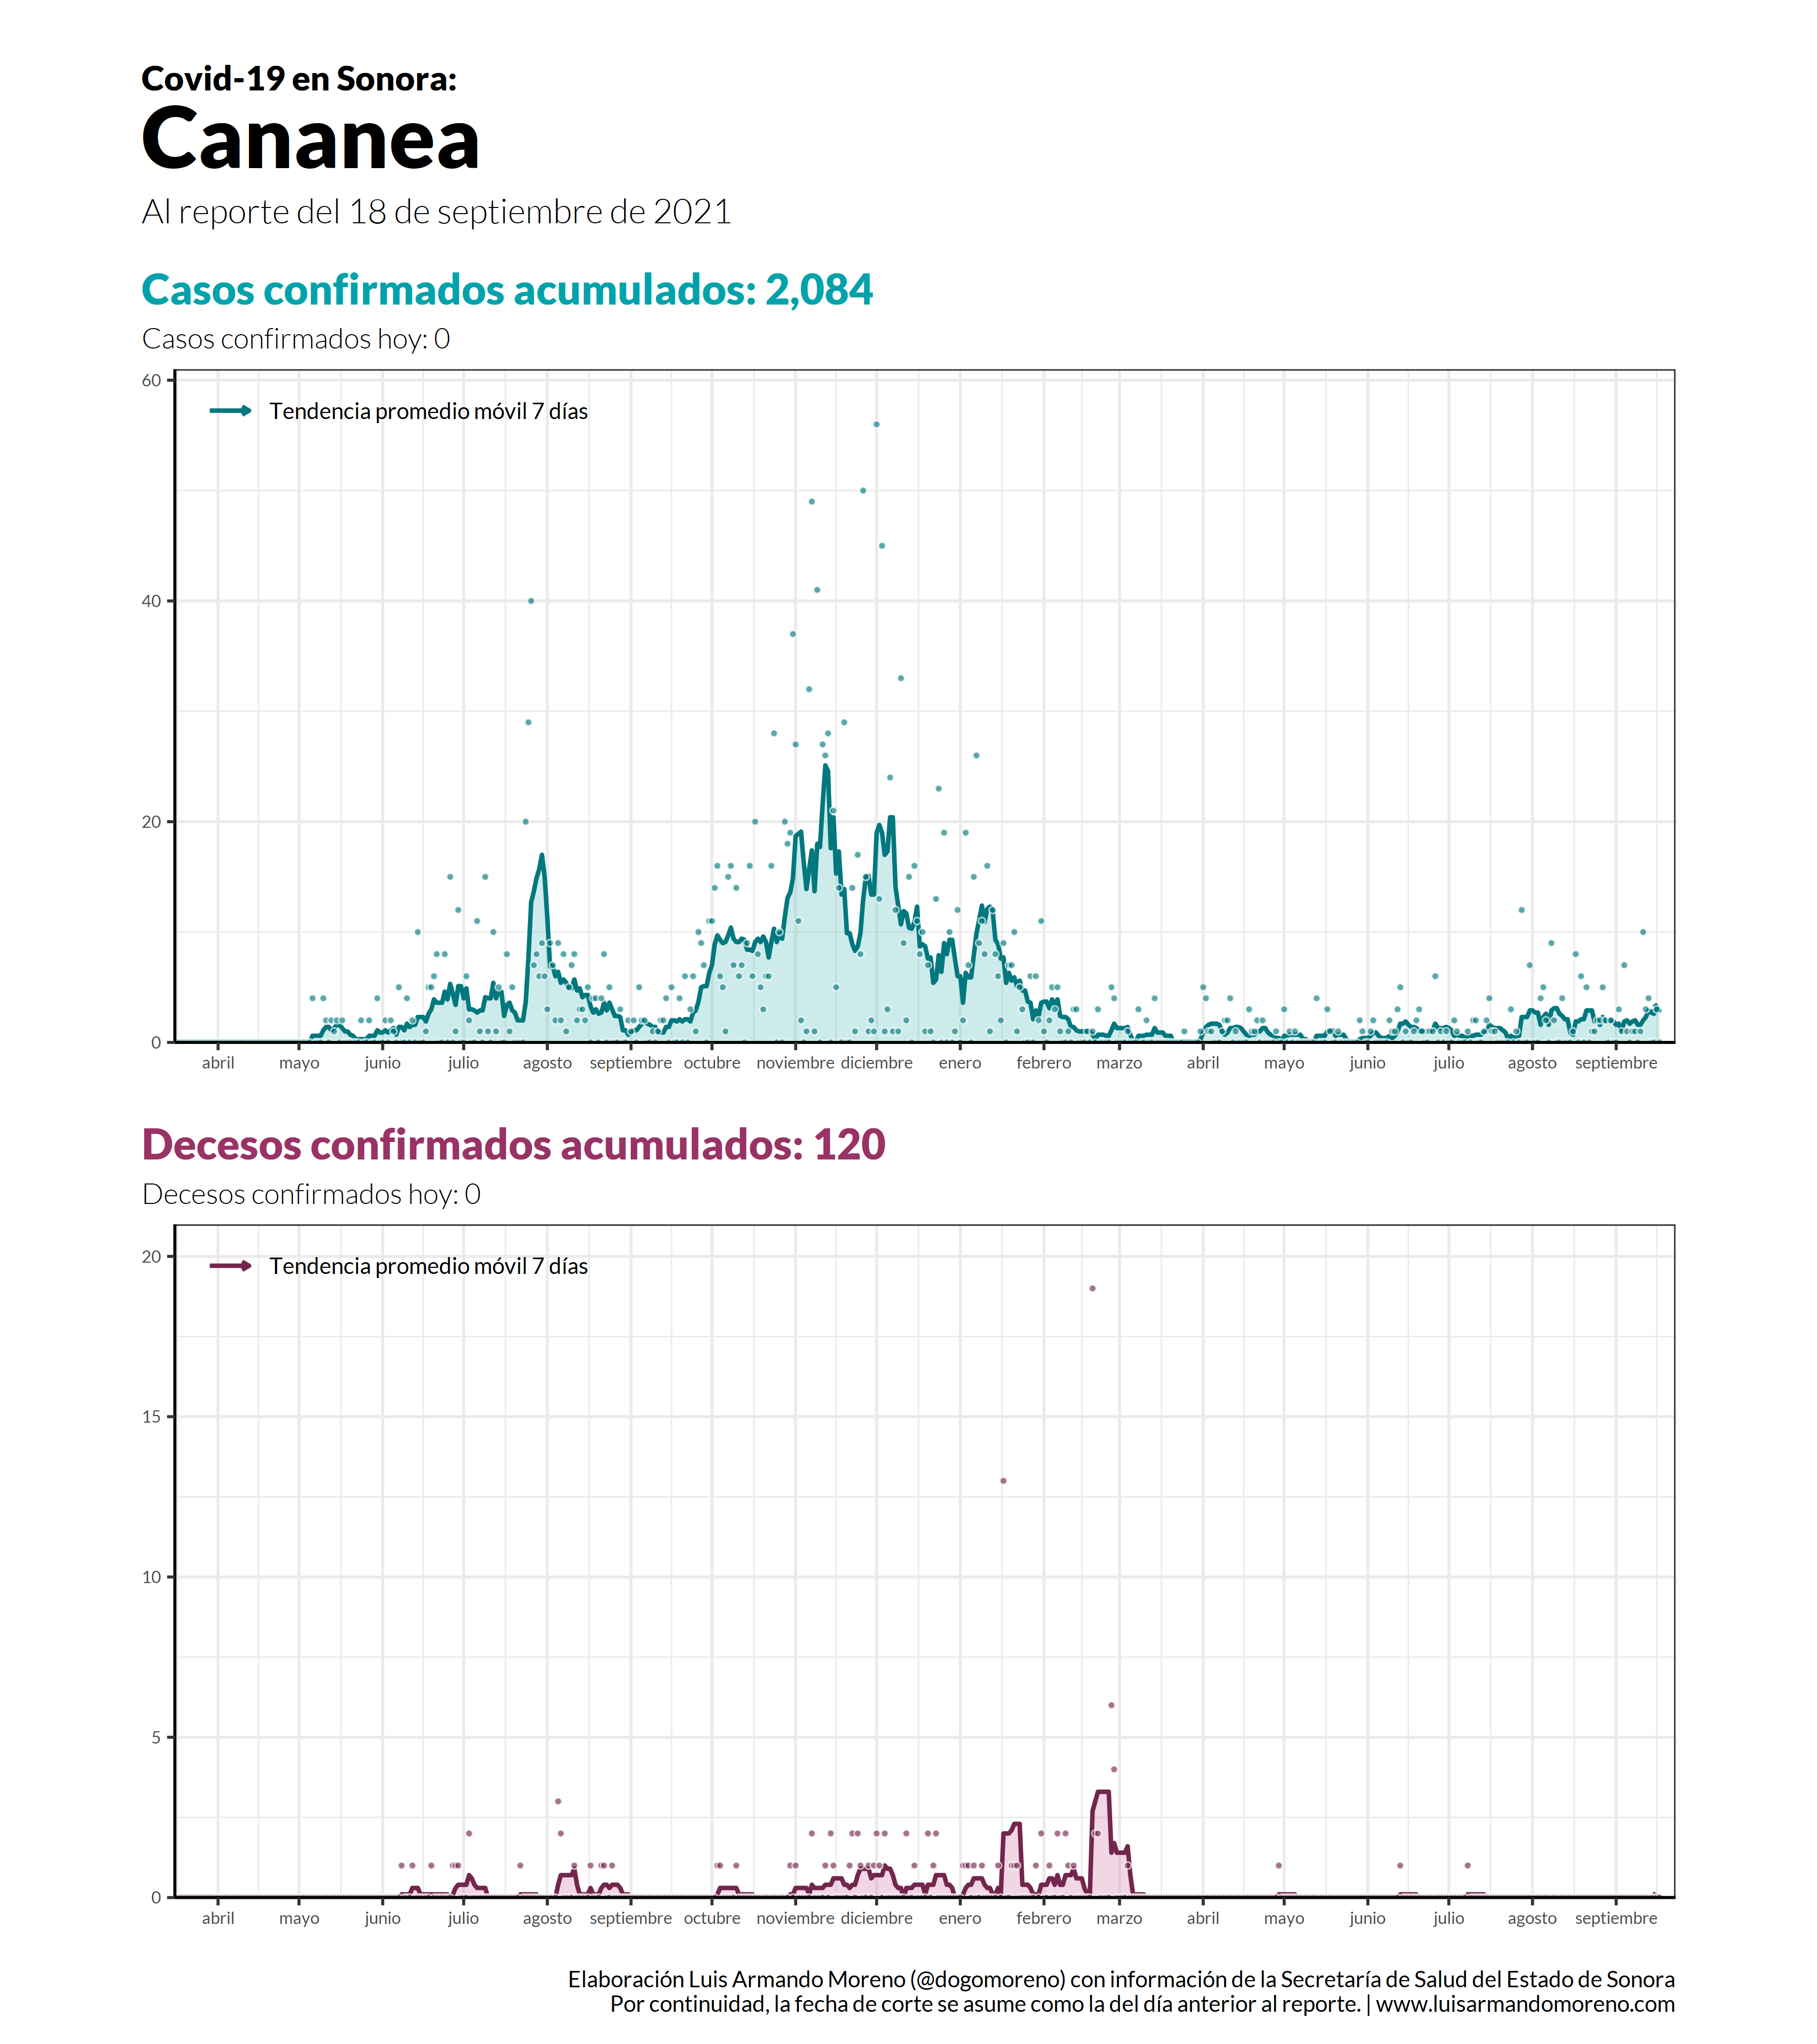 Covid-19 en Sonora:
Cananea
Al reporte del 18 de septiembre de 2021
Casos confirmados acumulados: 2,084
Casos confirmados hoy: 0
60
Tendencia promedio móvil 7 días
40
20
0
abril mayo junio julio agosto septiembre octubre noviembre diciembre enero febrero marzo abril mayo junio julio agosto septiembre
Decesos confirmados acumulados: 120
Decesos confirmados hoy: 0
20
Tendencia promedio móvil 7 días
15
10
5
0
abril mayo junio julio agosto septiembre octubre noviembre diciembre enero febrero marzo abril mayo junio julio agosto septiembre
Elaboración Luis Armando Moreno (@dogomoreno) con información de la Secretaría de Salud del Estado de Sonora
Por continuidad, la fecha de corte se asume como la del día anterior al reporte. | www.luisarmandomoreno.com